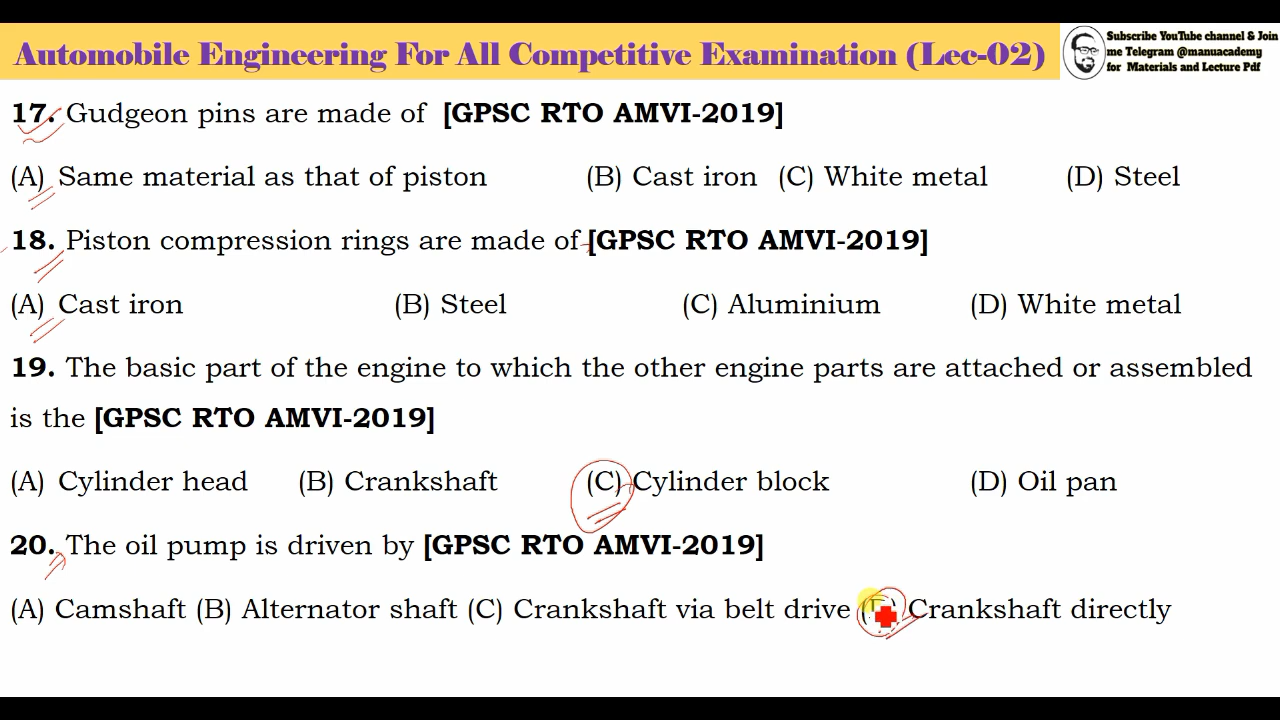 Automobile Engineering For All Competitive Examination (Lec-02)
Subscribe YouTube channel & Join
me Telegram @manuacademy
for Materials and Lecture Pdf
17. Gudgeon pins are made of [GPSC RTO AMVI-2019]
(A) Same material as that of piston (B) Cast iron (C) White metal (D) Steel
18. Piston compression rings are made of [GPSC RTO AMVI-2019]
(A) Cast iron (B) Steel (C) Aluminium (D) White metal
19. The basic part of the engine to which the other engine parts are attached or assembled
is the [GPSC RTO AMVI-2019]
(A) Cylinder head (B) Crankshaft (C) Cylinder block (D) Oil pan
20. The oil pump is driven by [GPSC RTO AMVI-2019]
(A) Camshaft (B) Alternator shaft (C) Crankshaft via belt drive Crankshaft directly